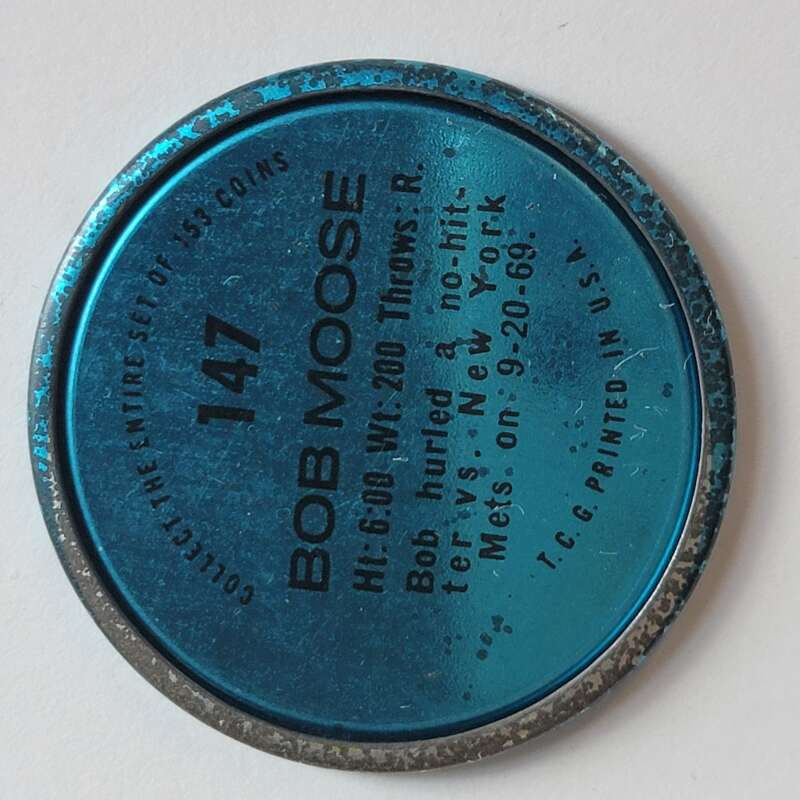 COLLECT THE ENTIRE SET OF 153 COINS
147
BOB MOOSE
Ht: 6:00 Wt: 200 Throws: R.
Bob hurled a no-hit-
ter vs. New York
Mets on 9-20-69.
T.C.G. PRINTED IN U.S.A.